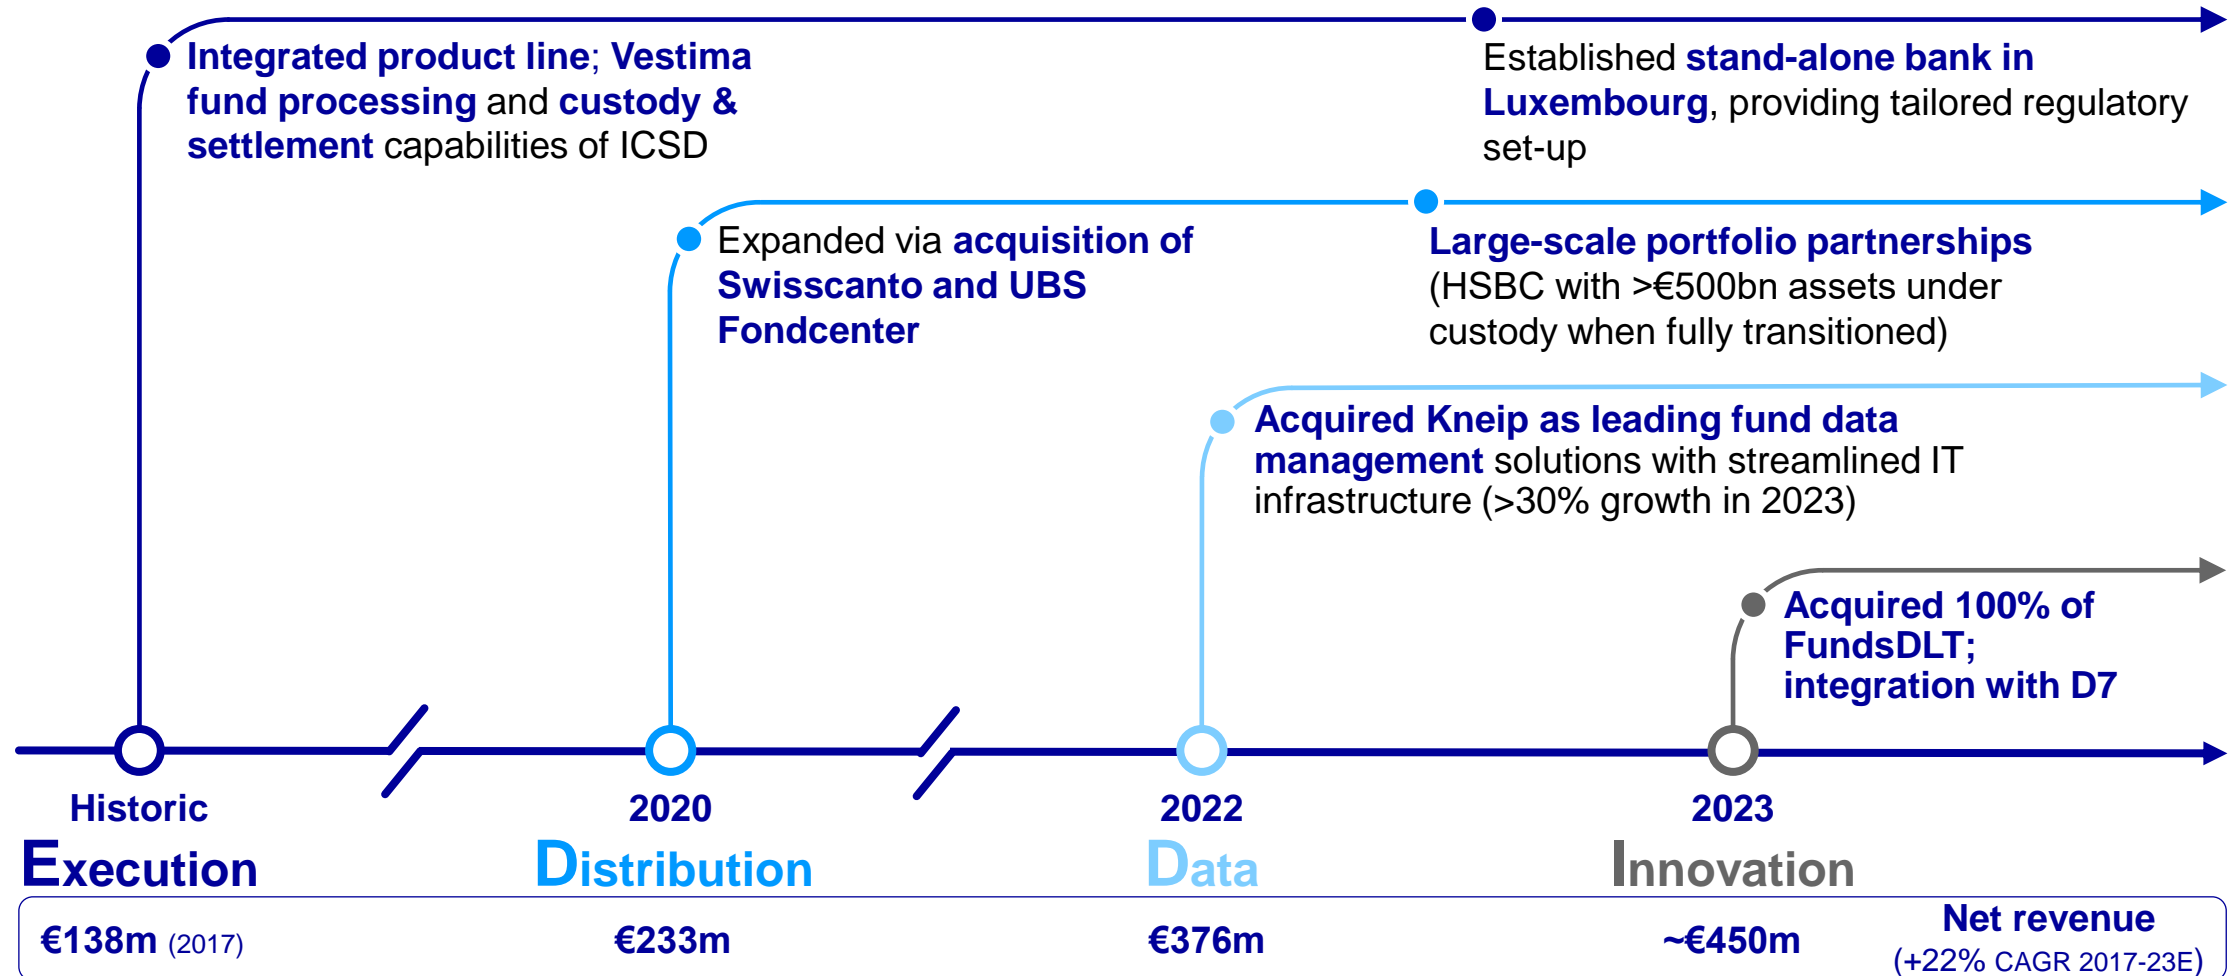 Integrated product line; Vestima
fund processing and custody &
settlement capabilities of ICSD
Established stand-alone bank in
Luxembourg, providing tailored regulatory
set-up
Expanded via acquisition of
Swisscanto and UBS
Fondcenter
Large-scale portfolio partnerships
(HSBC with >€500bn assets under
custody when fully transitioned)
Acquired Kneip as leading fund data
management solutions with streamlined IT
infrastructure (>30% growth in 2023)
Acquired 100% of
FundsDLT;
integration with D7
Historic
2020
2022
2023
Execution
Distribution
Data
Innovation
€138m (2017)
€233m
€376m
~€450m
Net revenue
(+22% CAGR 2017-23E)